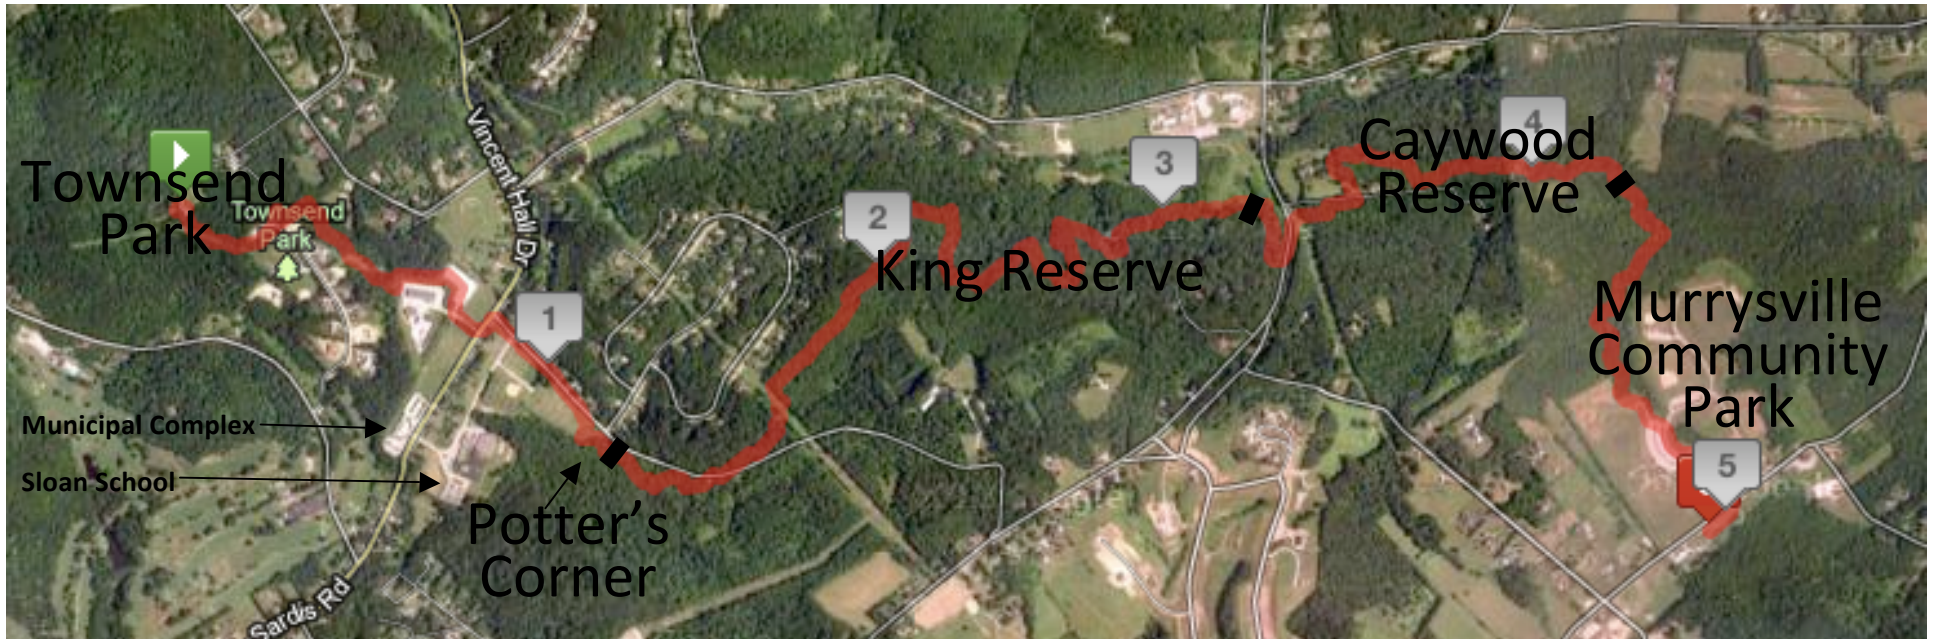 Townsend
Park
Townsend
Park
Municipal Complex
Sloan School
Sardis Rd
Vincent Hall Dr
1
Potter's
Corner
2
King Reserve
3
4
Caywood
Reserve
Murrysville
Community
Park
5